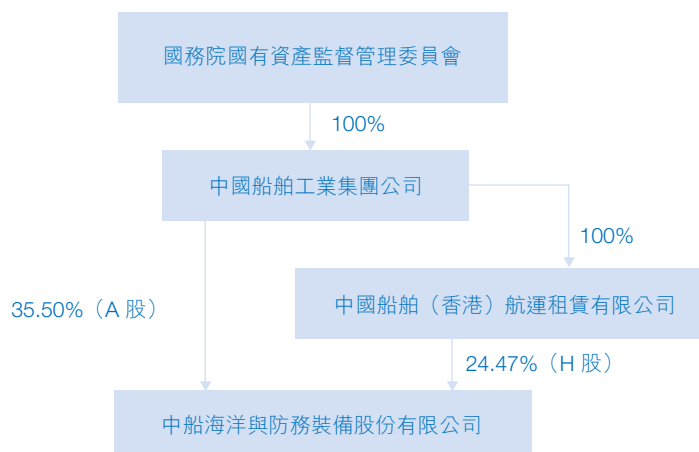 國務院國有資產監督管理委員會
100%
中國船舶工業集團公司
100%
35.50%（A 股）
中國船舶（香港）航運租賃有限公司
24.47%（H 股）
中船海洋與防務裝備股份有限公司